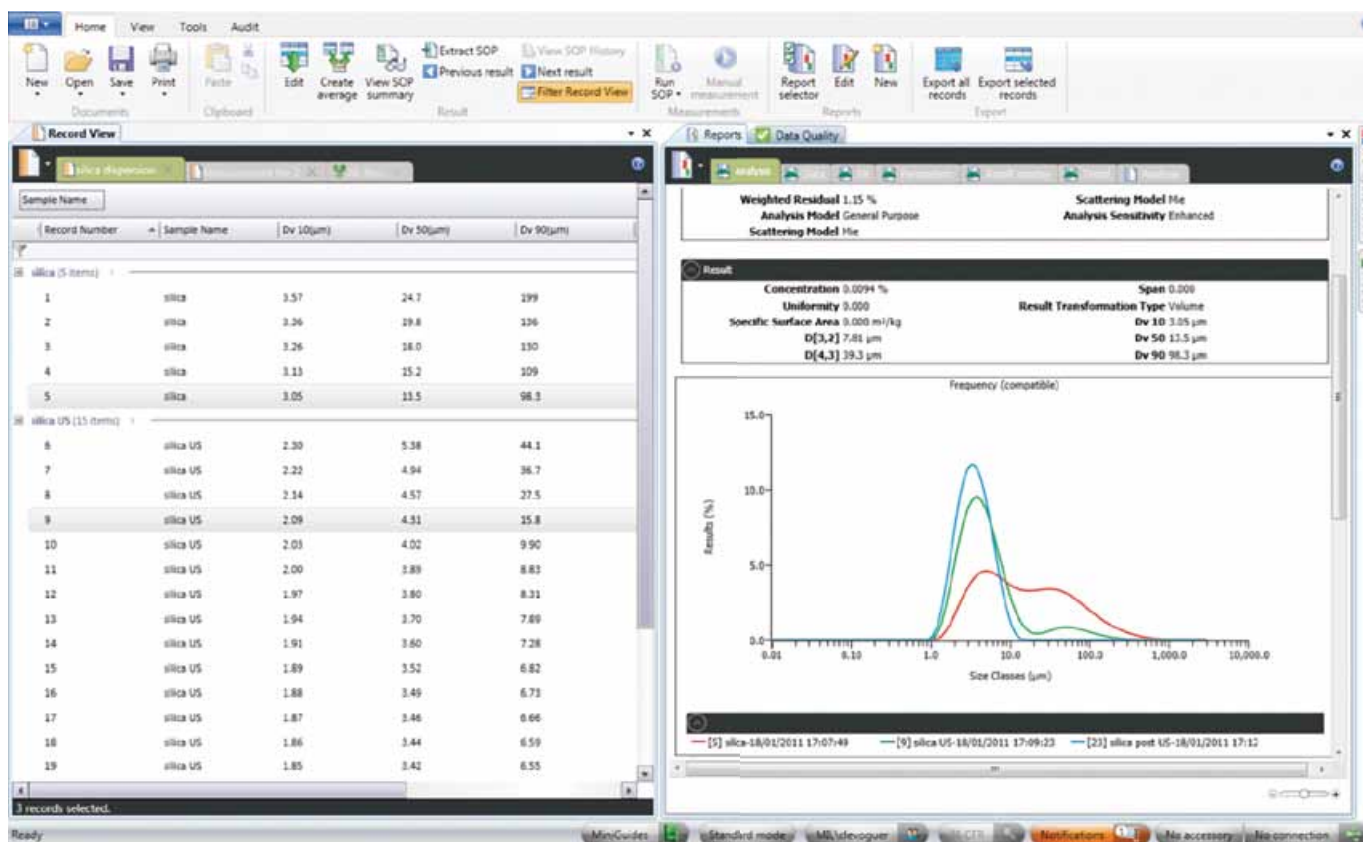 Home View Tools Audit
New Open Save Print Paste Edit Create average View SOP summary Extract SOP View SOP History
Previous result Next result
Filter Record View
Run SOP Manual measurement Report selector Edit New Export all records Export selected records
Documents Clipboard Result Measurements Reports Export
Record View
Reports Data Quality
silica dispersion
Analysis
Sample Name
Record Number Sample Name Dv 10(µm) Dv 50(µm) Dv 90(µm)
silica (5 items)
1 silica 3.57 24.7 199
2 silica 3.36 19.8 136
3 silica 3.26 18.0 130
4 silica 3.13 15.2 109
5 silica 3.05 13.5 98.3
silica US (15 items)
6 silica US 2.30 5.38 44.1
7 silica US 2.22 4.94 36.7
8 silica US 2.14 4.57 27.5
9 silica US 2.09 4.31 15.8
10 silica US 2.03 4.02 9.90
11 silica US 2.00 3.89 8.83
12 silica US 1.97 3.80 8.31
13 silica US 1.94 3.70 7.89
14 silica US 1.91 3.60 7.28
15 silica US 1.89 3.52 6.82
16 silica US 1.88 3.49 6.73
17 silica US 1.87 3.46 6.66
18 silica US 1.86 3.44 6.59
19 silica US 1.85 3.42 6.55
3 records selected.
Weighted Residual 1.15 % Scattering Model Mie
Analysis Model General Purpose Analysis Sensitivity Enhanced
Scattering Model Mie
Result
Concentration 0.0094 % Span 0.000
Uniformity 0.000 Result Transformation Type Volume
Specific Surface Area 0.000 m²/kg Dv 10 3.05 µm
D[3,2] 7.81 µm Dv 50 13.5 µm
D[4,3] 39.3 µm Dv 90 98.3 µm
Frequency (compatible)
15.0
10.0
5.0
0.0
Results (%)
0.01 0.10 1.0 10.0 100.0 1,000.0 10,000.0
Size Classes (µm)
[5] silica-18/01/2011 17:07:49 [9] silica US-18/01/2011 17:09:23 [23] silica post US-18/01/2011 17:12
Ready MiniGuides Standard mode Notifications No accessory No connection